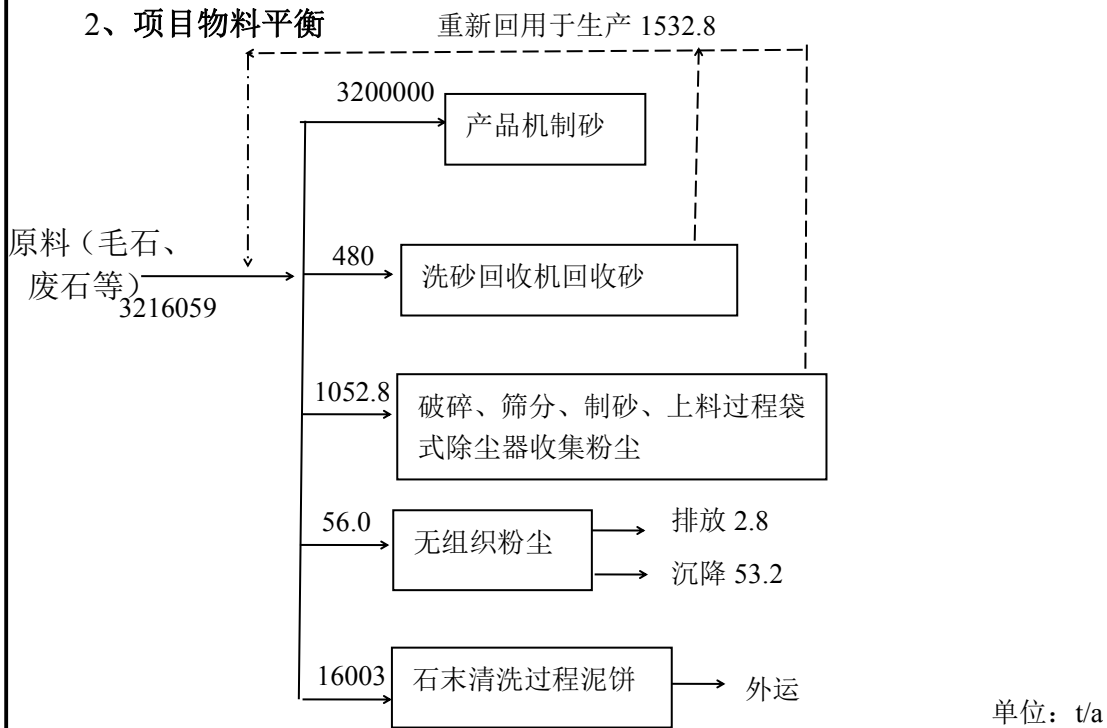 2、项目物料平衡
重新回用于生产 1532.8
3200000
产品机制砂
原料（毛石、
废石等）
3216059
480
洗砂回收机回收砂
1052.8
破碎、筛分、制砂、上料过程袋
式除尘器收集粉尘
56.0
无组织粉尘
排放 2.8
沉降 53.2
16003
石末清洗过程泥饼
外运
单位：t/a